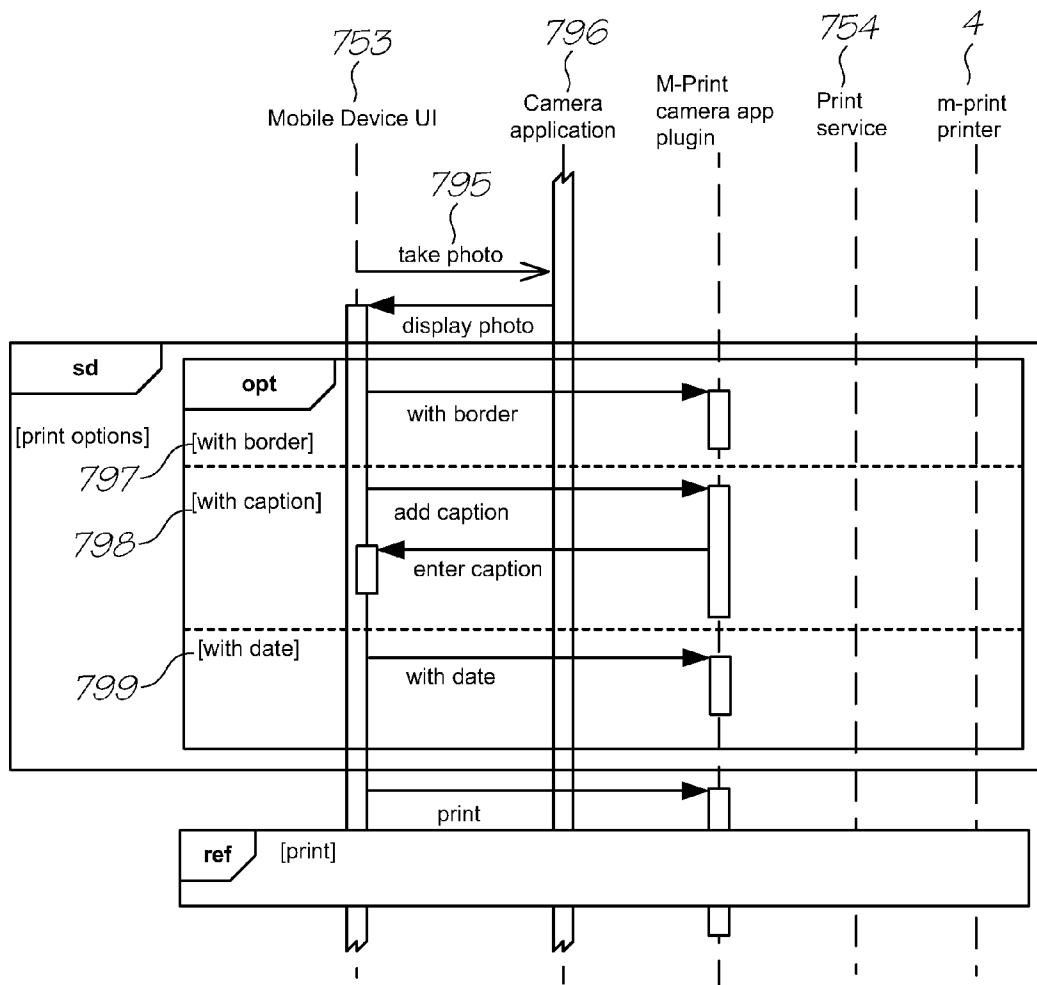 753
796
754
4
Mobile Device UI
Camera
application
M-Print
camera app
plugin
Print
service
m-print
printer
795
take photo
display photo
sd
opt
with border
[print options]
[with border]
797
[with caption]
add caption
798
enter caption
[with date]
with date
799
print
ref
[print]